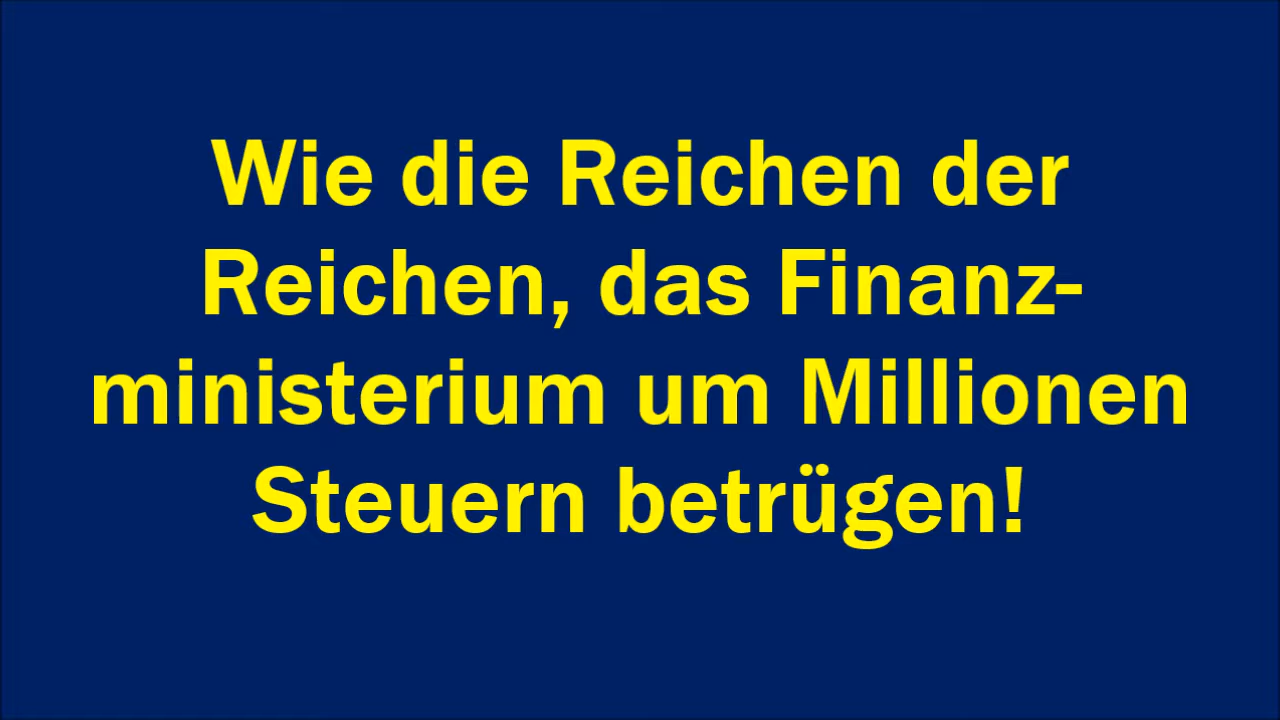 Wie die Reichen der
Reichen, das Finanz-
ministerium um Millionen
Steuern betrügen!